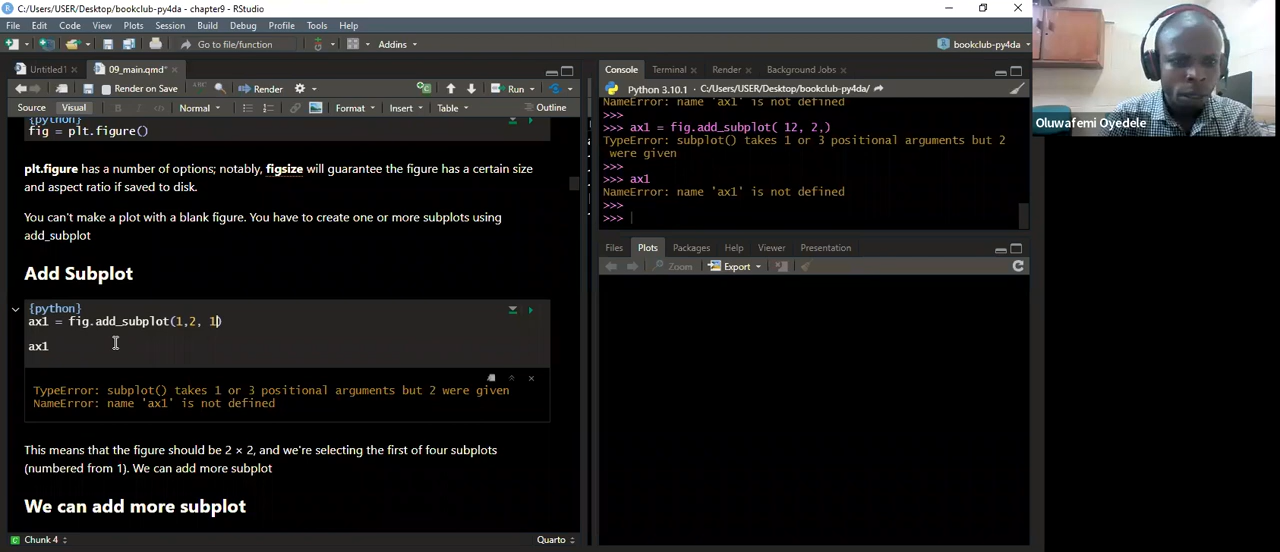 C:/Users/USER/Desktop/bookclub-py4da - chapter9 - RStudio
File Edit Code View Plots Session Build Debug Profile Tools Help
Go to file/function
Addins
bookclub-py4da
Untitled1
09_main.qmd*
Render on Save
Render
Run
Source Visual
Normal
Format
Insert
Table
Outline
{python}
fig = plt.figure()
plt.figure has a number of options; notably, figsize will guarantee the figure has a certain size
and aspect ratio if saved to disk.
You can't make a plot with a blank figure. You have to create one or more subplots using
add_subplot
Add Subplot
{python}
ax1 = fig.add_subplot(1,2, 1)
ax1
TypeError: subplot() takes 1 or 3 positional arguments but 2 were given
NameError: name 'ax1' is not defined
This means that the figure should be 2 × 2, and we're selecting the first of four subplots
(numbered from 1). We can add more subplot
We can add more subplot
Chunk 4
Quarto
Console Terminal Render Background Jobs
Python 3.10.1 · C:/Users/USER/Desktop/bookclub-py4da/
NameError: name 'ax1' is not defined
>>>
>>> ax1 = fig.add_subplot( 12, 2,)
TypeError: subplot() takes 1 or 3 positional arguments but 2
were given
>>>
>>> ax1
NameError: name 'ax1' is not defined
>>>
>>>
Files Plots Packages Help Viewer Presentation
Zoom
Export
Oluwafemi Oyedele